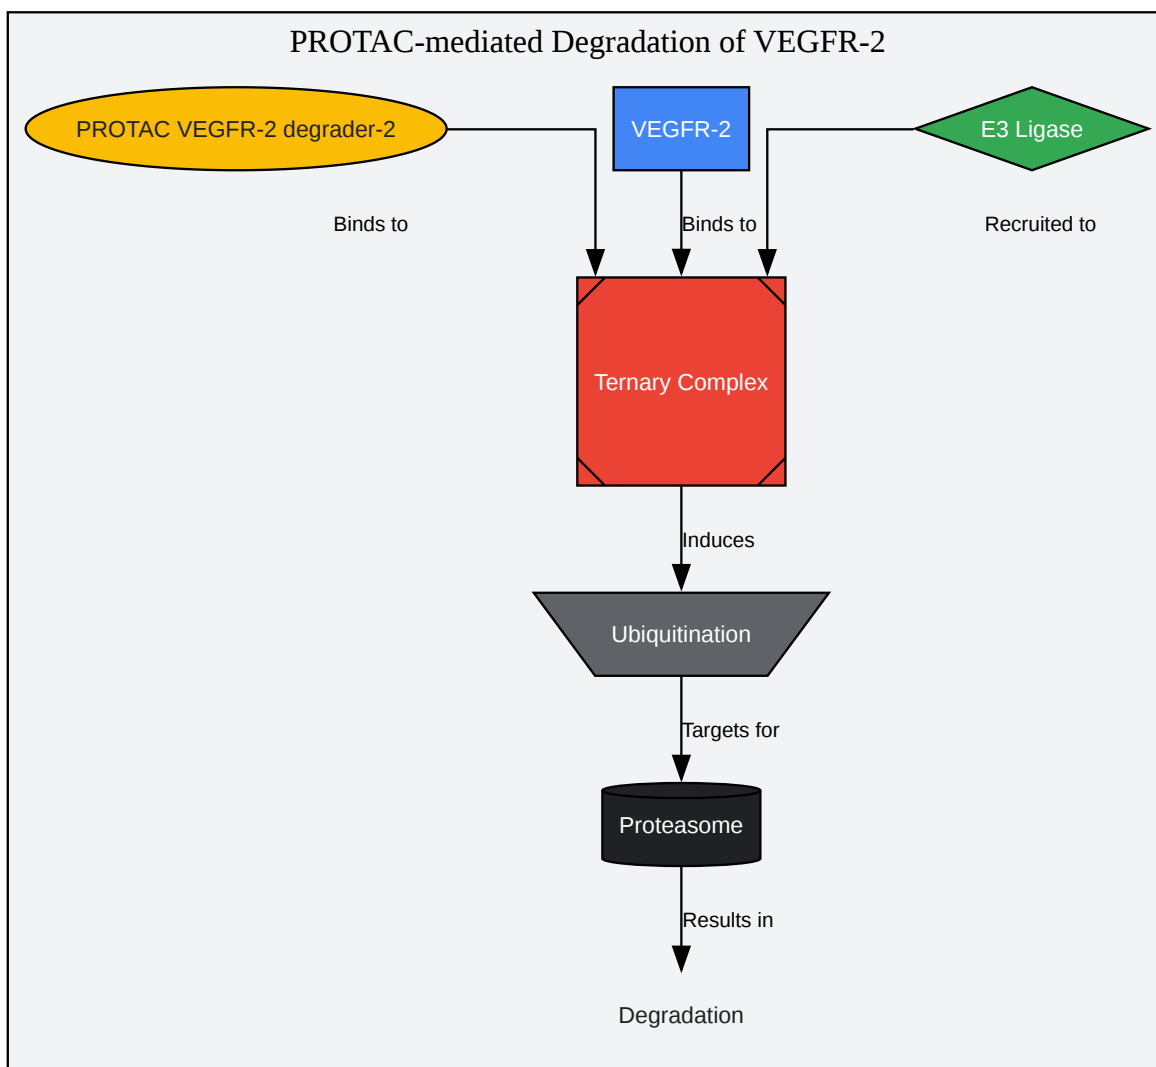 PROTAC-mediated Degradation of VEGFR-2
PROTAC VEGFR-2 degrader-2
VEGFR-2
E3 Ligase
Binds to
Binds to
Recruited to
Ternary Complex
Induces
Ubiquitination
Targets for
Proteasome
Results in
Degradation